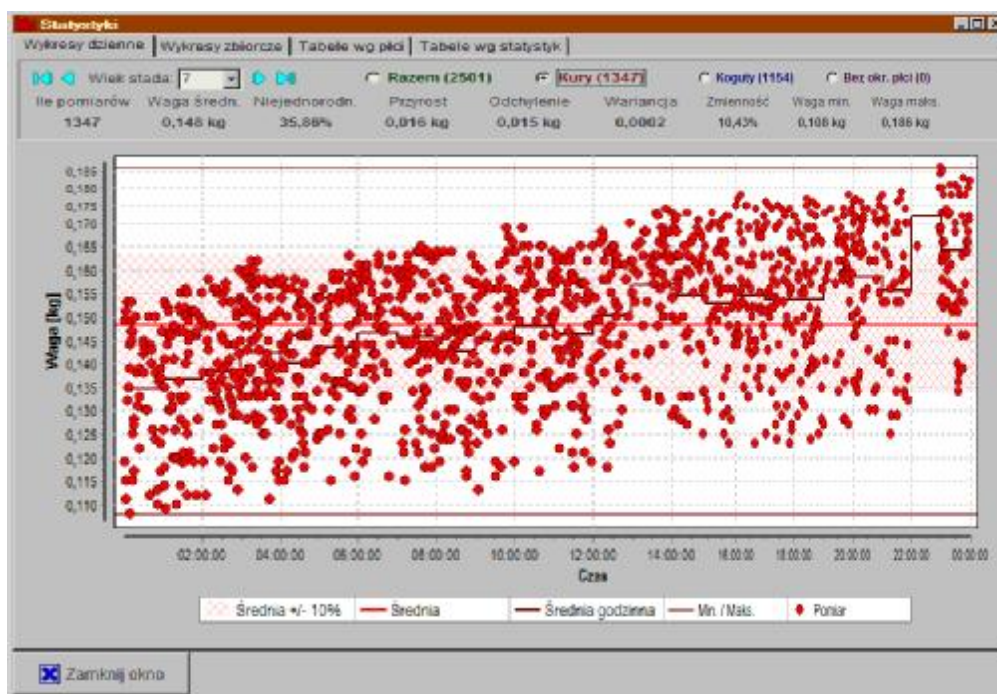 Statystyki
Wykresy dzienne Wykresy zbiorcze Tabele wg płci Tabele wg statystyk
Wiek stada: 7 Razem (2501) Kury (1347) Koguty (1154) Bez okr. płci (0)
Ile pomiarów Waga średn. Niejednorodn. Przyrost Odchylenie Wariancja Zmienność Waga min. Waga maks.
1347 0,148 kg 35,86% 0,016 kg 0,015 kg 0,0002 10,43% 0,108 kg 0,186 kg
0,185
0,180
0,175
0,170
0,165
0,160
0,155
0,150
0,145
0,140
0,135
0,130
0,125
0,120
0,115
0,110
Waga [kg]
02:00:00 04:00:00 06:00:00 08:00:00 10:00:00 12:00:00 14:00:00 16:00:00 18:00:00 20:00:00 22:00:00 00:00:00
Czas
Średnia +/- 10% Średnia Średnia godzinna Min. / Maks. Pomiar
Zamknij okno